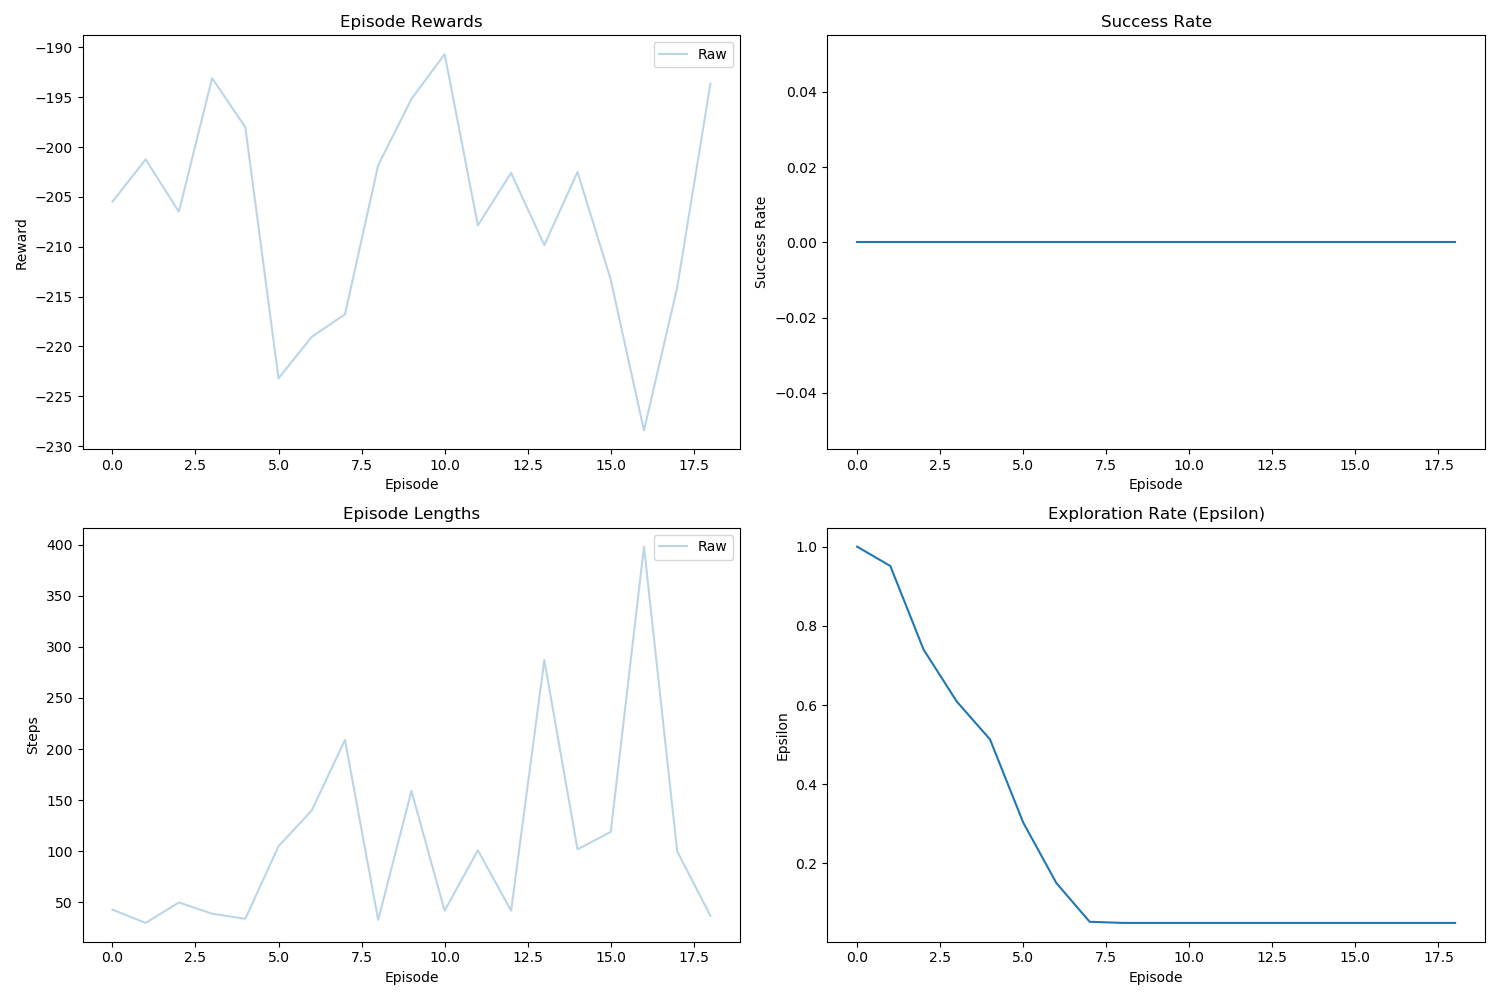 Episode Rewards
Raw
−190
−195
−200
−205
−210
−215
−220
−225
−230
Reward
0.0 2.5 5.0 7.5 10.0 12.5 15.0 17.5
Episode
Success Rate
0.04
0.02
0.00
−0.02
−0.04
Success Rate
0.0 2.5 5.0 7.5 10.0 12.5 15.0 17.5
Episode
Episode Lengths
Raw
400
350
300
250
200
150
100
50
Steps
0.0 2.5 5.0 7.5 10.0 12.5 15.0 17.5
Episode
Exploration Rate (Epsilon)
1.0
0.8
0.6
0.4
0.2
Epsilon
0.0 2.5 5.0 7.5 10.0 12.5 15.0 17.5
Episode